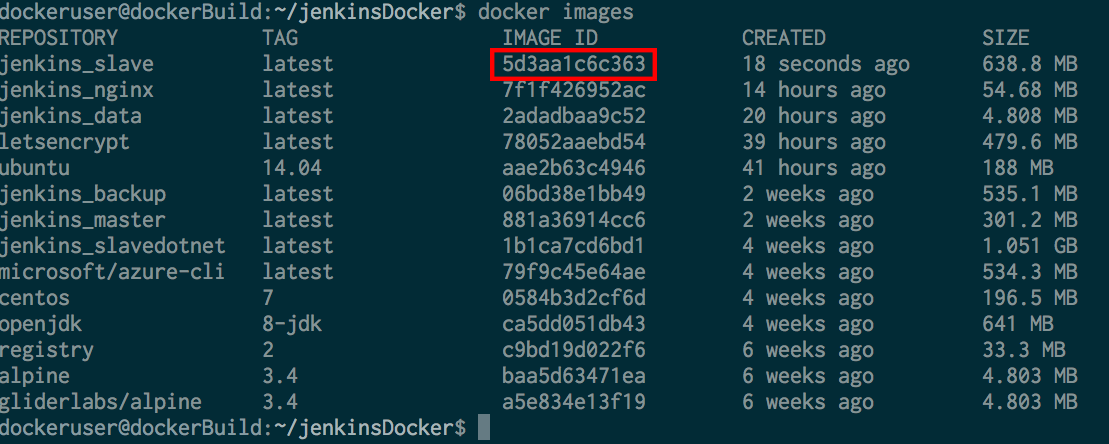 dockeruser@dockerBuild:~/jenkinsDocker$ docker images
REPOSITORY TAG IMAGE ID CREATED SIZE
jenkins_slave latest 5d3aa1c6c363 18 seconds ago 638.8 MB
jenkins_nginx latest 7f1f426952ac 14 hours ago 54.68 MB
jenkins_data latest 2adadbaa9c52 20 hours ago 4.808 MB
letsencrypt latest 78052aaebd54 39 hours ago 479.6 MB
ubuntu 14.04 aae2b63c4946 41 hours ago 188 MB
jenkins_backup latest 06bd38e1bb49 2 weeks ago 535.1 MB
jenkins_master latest 881a36914cc6 2 weeks ago 301.2 MB
jenkins_slavedotnet latest 1b1ca7cd6bd1 4 weeks ago 1.051 GB
microsoft/azure-cli latest 79f9c45e64ae 4 weeks ago 534.3 MB
centos 7 0584b3d2cf6d 4 weeks ago 196.5 MB
openjdk 8-jdk ca5dd051db43 4 weeks ago 641 MB
registry 2 c9bd19d022f6 6 weeks ago 33.3 MB
alpine 3.4 baa5d63471ea 6 weeks ago 4.803 MB
gliderlabs/alpine 3.4 a5e834e13f19 6 weeks ago 4.803 MB
dockeruser@dockerBuild:~/jenkinsDocker$